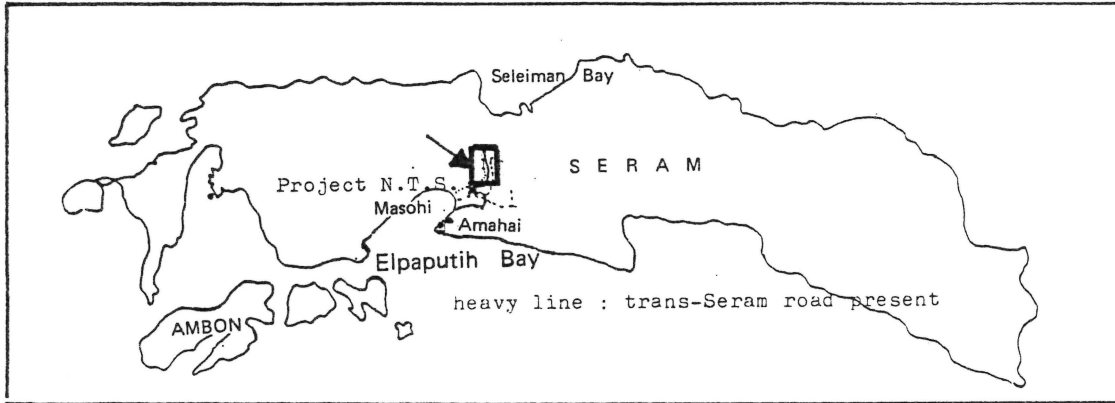 Seleiman Bay
S E R A M
Project N.T.S.
Masohi
Amahai
Elpaputih Bay
heavy line : trans-Seram road present
AMBON